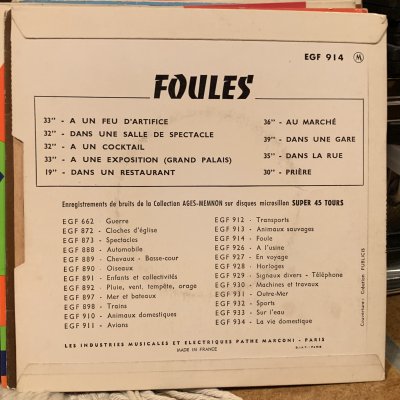 EGF 914 M
FOULES
33" - A UN FEU D'ARTIFICE
32" - DANS UNE SALLE DE SPECTACLE
32" - A UN COCKTAIL
33" - A UNE EXPOSITION (GRAND PALAIS)
19" - DANS UN RESTAURANT
36" - AU MARCHÉ
39" - DANS UNE GARE
35" - DANS LA RUE
30" - PRIÈRE
Enregistrements de bruits de la Collection AGES-MEMNON sur disques microsillon SUPER 45 TOURS
EGF 662 - Guerre
EGF 872 - Cloches d'église
EGF 873 - Spectacles
EGF 888 - Automobile
EGF 889 - Chevaux - Basse-cour
EGF 890 - Oiseaux
EGF 891 - Enfants et collectivités
EGF 892 - Pluie, vent, tempête, orage
EGF 897 - Mer et bateaux
EGF 898 - Trains
EGF 910 - Animaux domestiques
EGF 911 - Avions
EGF 912 - Transports
EGF 913 - Animaux sauvages
EGF 914 - Foule
EGF 926 - A l'usine
EGF 927 - En voyage
EGF 928 - Horloges
EGF 929 - Signaux divers - Téléphone
EGF 930 - Machines et travaux
EGF 931 - Outre-Mer
EGF 932 - Sports
EGF 933 - Sur l'eau
EGF 934 - La vie domestique
Couverture : Création PUBLICIS
LES INDUSTRIES MUSICALES ET ELECTRIQUES PATHE MARCONI - PARIS
MADE IN FRANCE